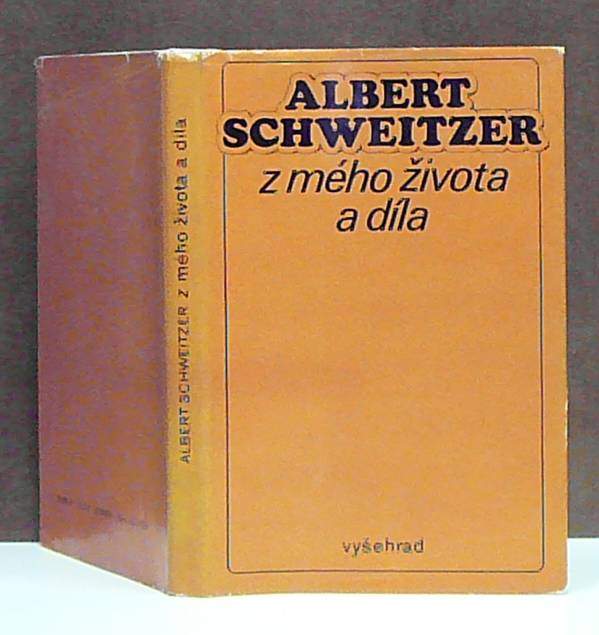 ALBERT
SCHWEITZER
z mého života
a díla
vyšehrad
ALBERT SCHWEITZER z mého života a díla